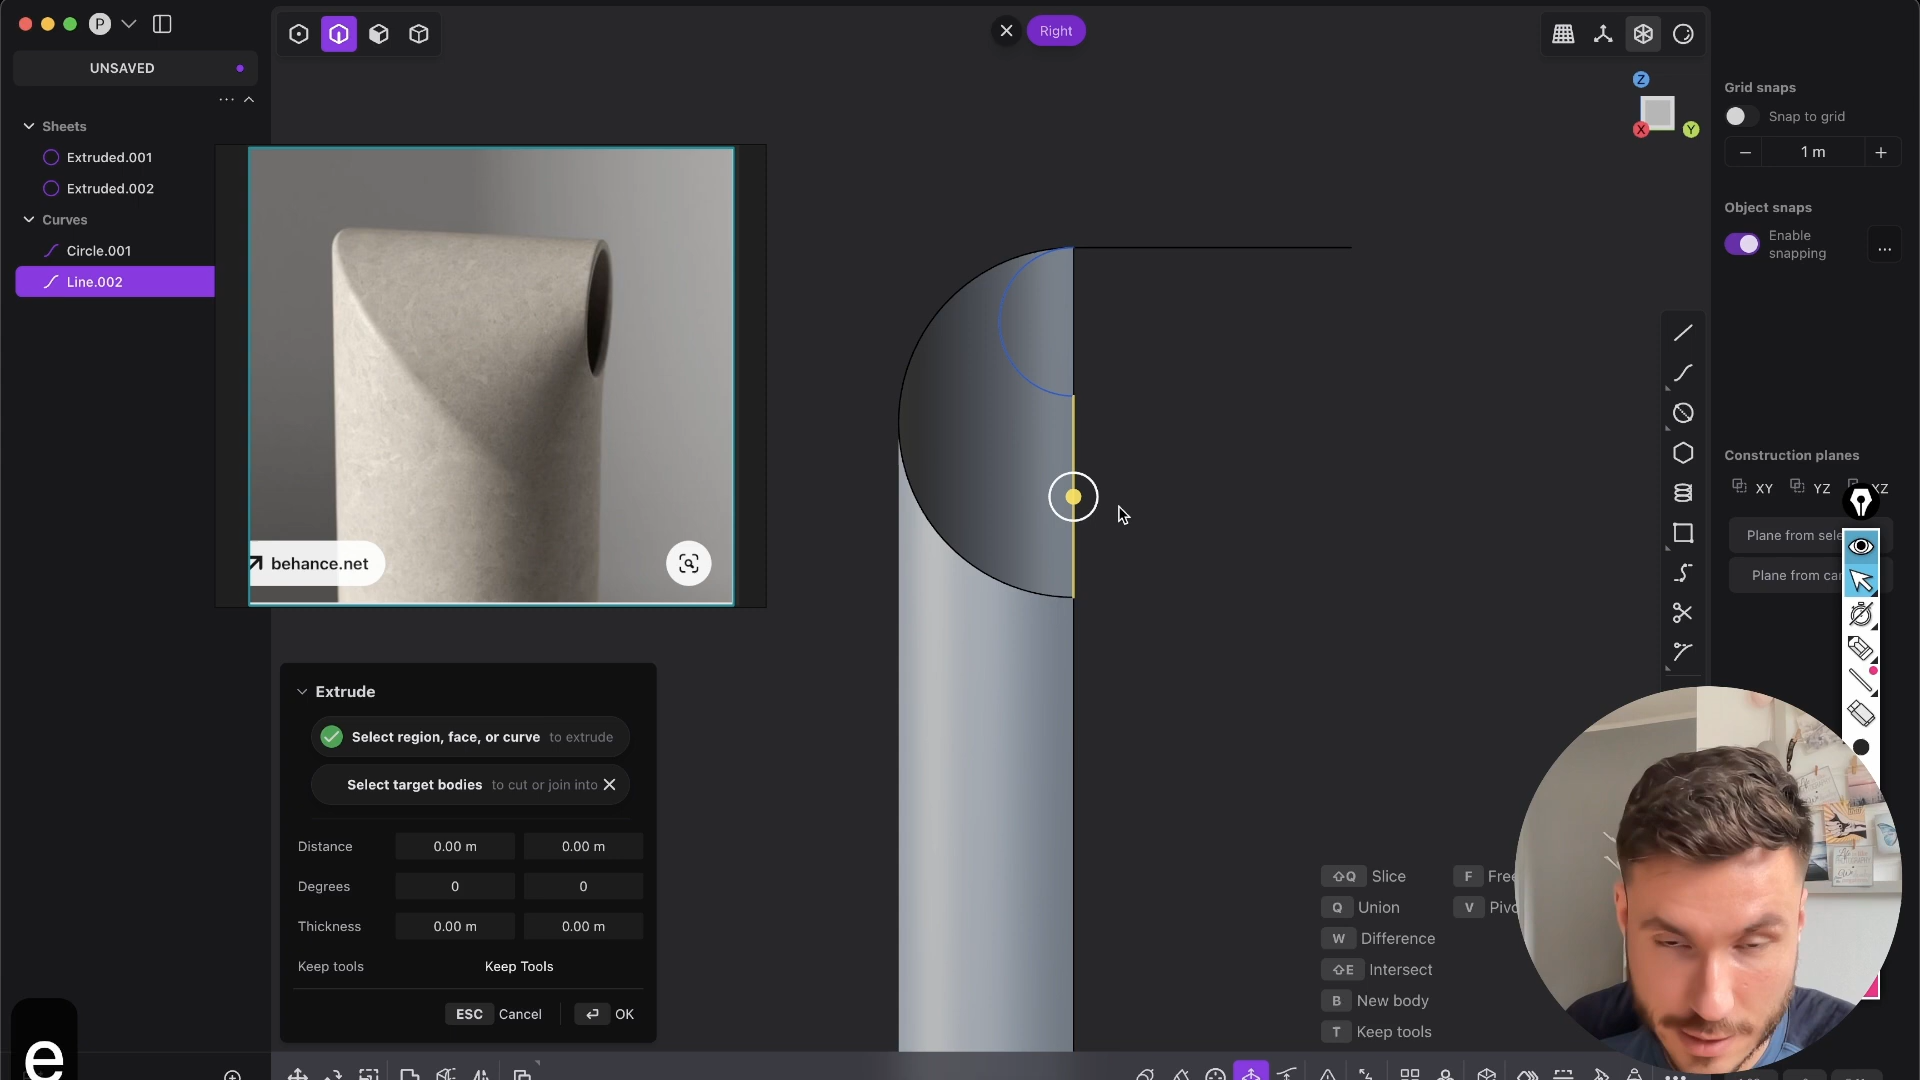 P
UNSAVED
Sheets
Extruded.001
Extruded.002
Curves
Circle.001
Line.002
behance.net
Extrude
Select region, face, or curve to extrude
Select target bodies to cut or join into
Distance 0.00 m 0.00 m
Degrees 0 0
Thickness 0.00 m 0.00 m
Keep tools Keep Tools
ESC Cancel OK
e
Right
Z
X
Y
Grid snaps
Snap to grid
1 m
Object snaps
Enable
snapping
Construction planes
XY YZ XZ
Plane from sele
Plane from ca
Q Slice
Q Union
W Difference
E Intersect
B New body
T Keep tools
F Free
V Pivo